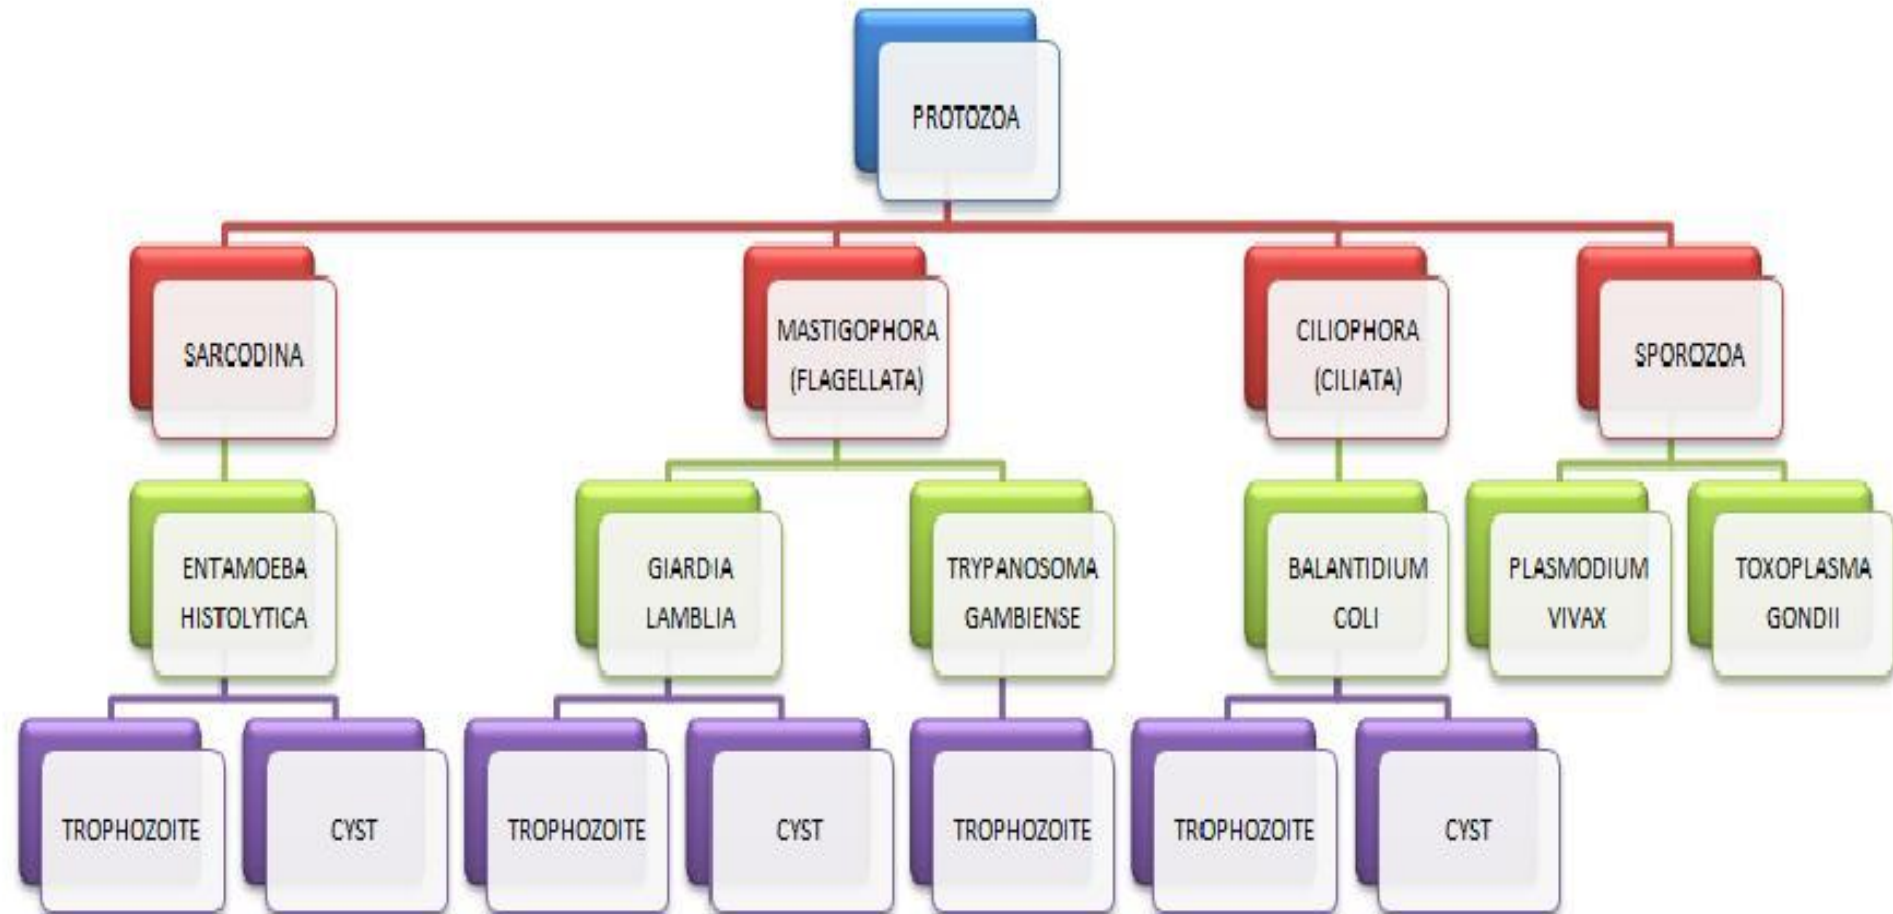 PROTOZOA
SARCODINA
MASTIGOPHORA
(FLAGELLATA)
CILIOPHORA
(CILIATA)
SPOROZOA
ENTAMOEBA
HISTOLYTICA
GIARDIA
LAMBLIA
TRYPANOSOMA
GAMBIENSE
BALANTIDIUM
COLI
PLASMODIUM
VIVAX
TOXOPLASMA
GONDII
TROPHOZOITE
CYST
TROPHOZOITE
CYST
TROPHOZOITE
TROPHOZOITE
CYST